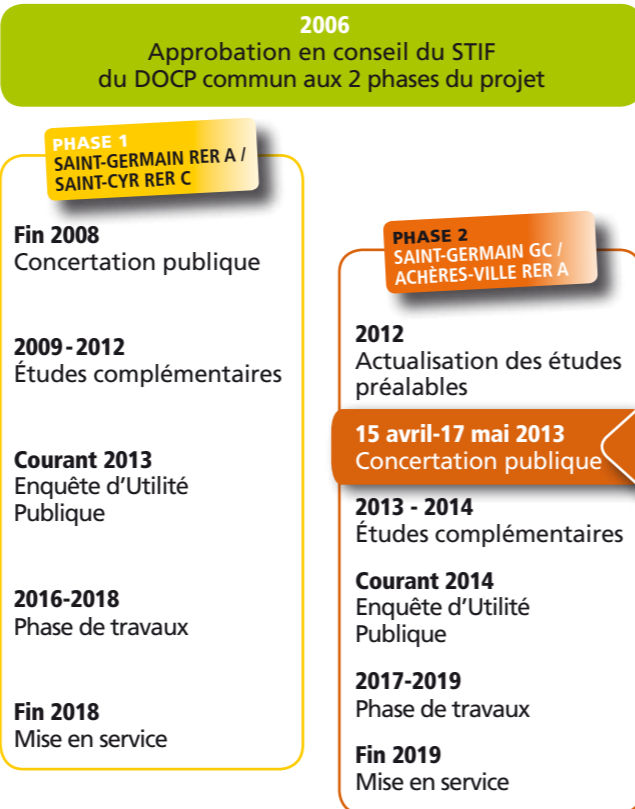 2006
Approbation en conseil du STIF
du DOCP commun aux 2 phases du projet
PHASE 1
SAINT-GERMAIN RER A /
SAINT-CYR RER C
Fin 2008
Concertation publique
2009-2012
Études complémentaires
Courant 2013
Enquête d’Utilité
Publique
2016-2018
Phase de travaux
Fin 2018
Mise en service
PHASE 2
SAINT-GERMAIN GC /
ACHÈRES-VILLE RER A
2012
Actualisation des études
préalables
15 avril-17 mai 2013
Concertation publique
2013 - 2014
Études complémentaires
Courant 2014
Enquête d’Utilité
Publique
2017-2019
Phase de travaux
Fin 2019
Mise en service